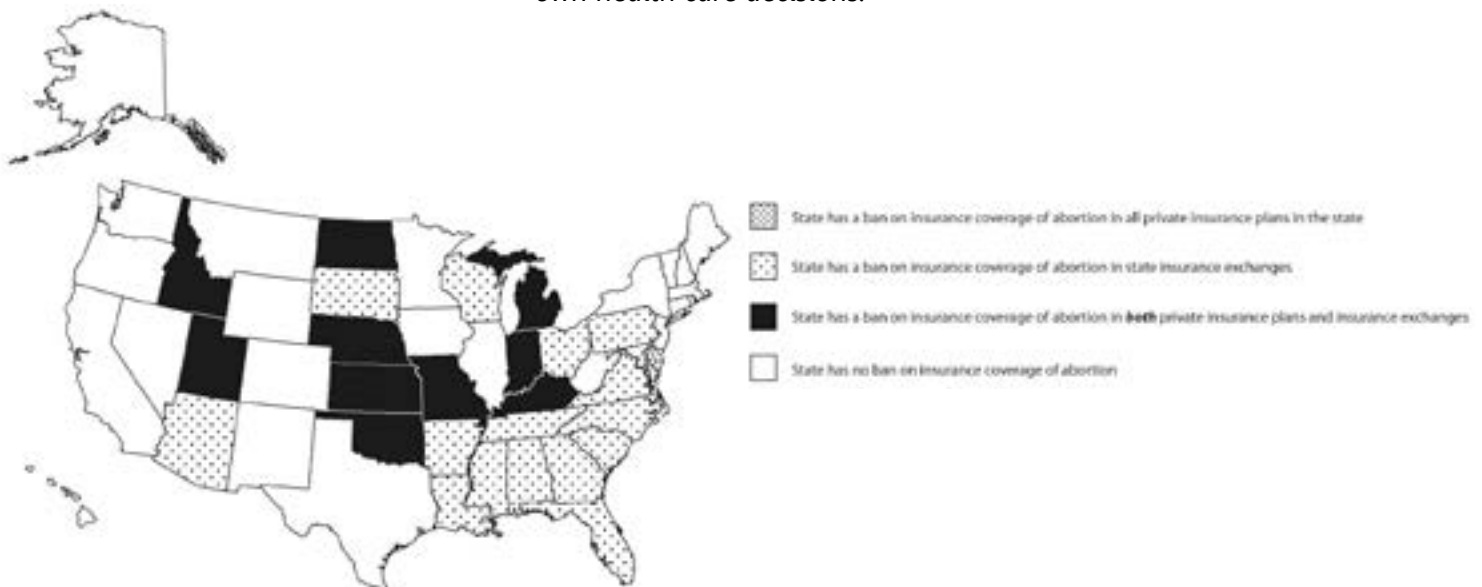 own health-care decisions.
State has a ban on insurance coverage of abortion in all private insurance plans in the state
State has a ban on insurance coverage of abortion in state insurance exchanges
State has a ban on insurance coverage of abortion in both private insurance plans and insurance exchanges
State has no ban on insurance coverage of abortion